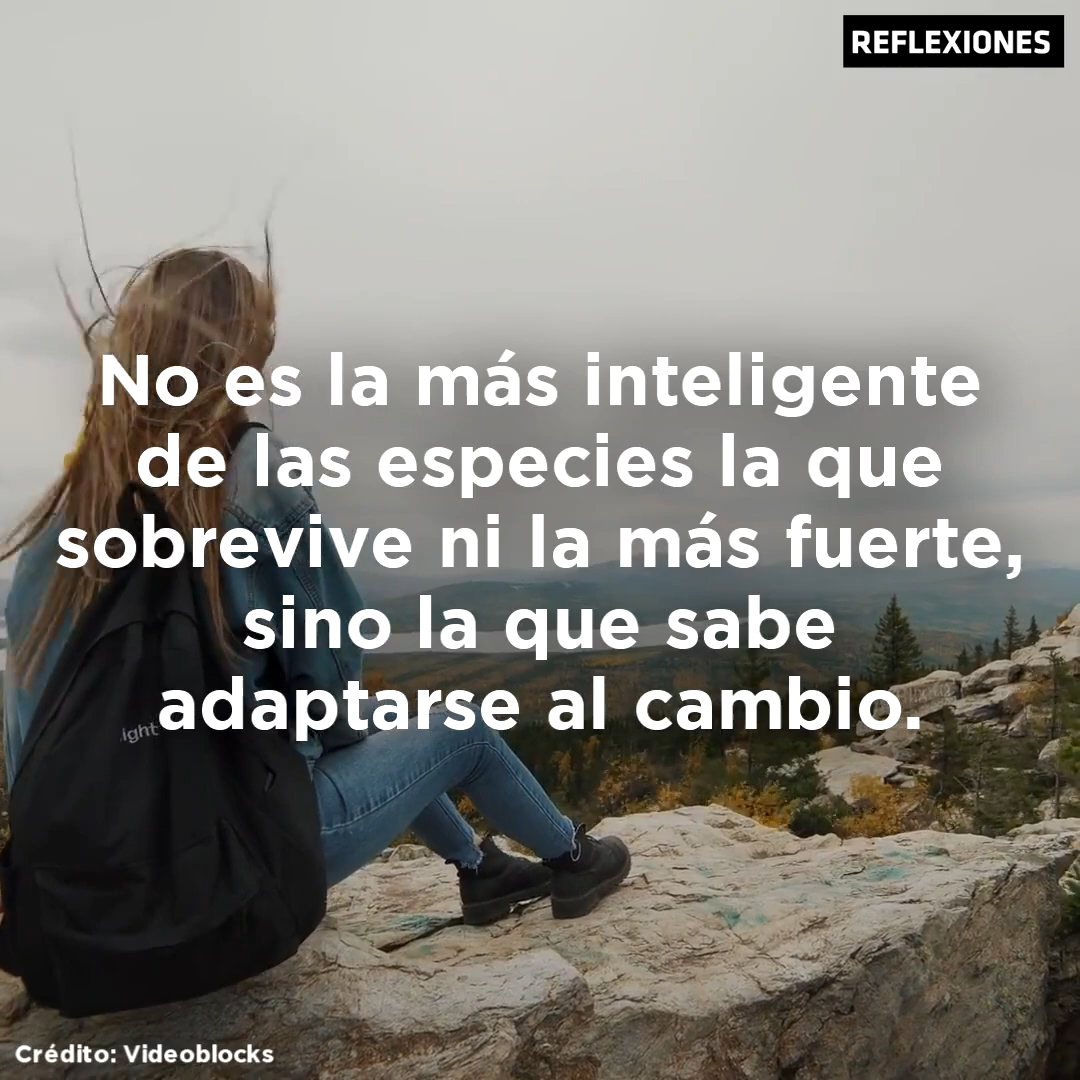 REFLEXIONES
No es la más inteligente
de las especies la que
sobrevive ni la más fuerte,
sino la que sabe
adaptarse al cambio.
ight
Crédito: Videoblocks